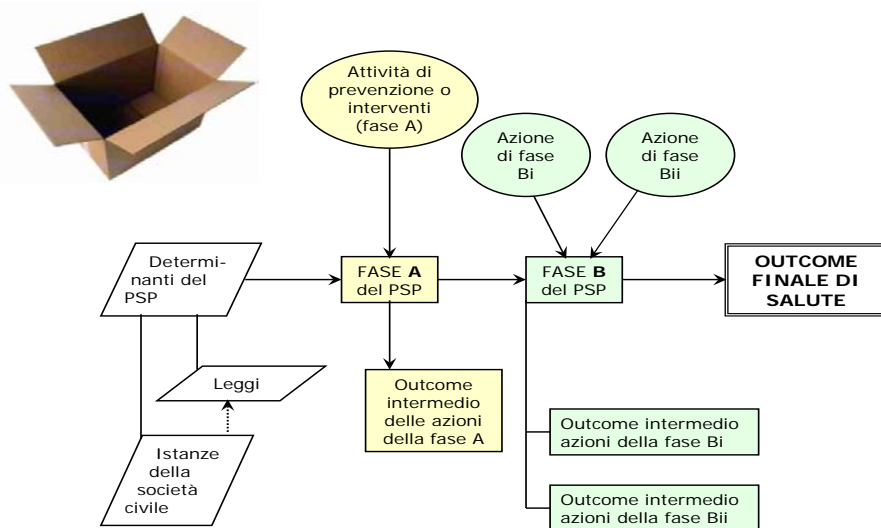 Attività di
prevenzione o
interventi
(fase A)
Azione
di fase
Bi
Azione
di fase
Bii
Determi-
nanti del
PSP
FASE A
del PSP
FASE B
del PSP
OUTCOME
FINALE DI
SALUTE
Leggi
Istanze
della
società
civile
Outcome
intermedio
delle azioni
della fase A
Outcome intermedio
azioni della fase Bi
Outcome intermedio
azioni della fase Bii